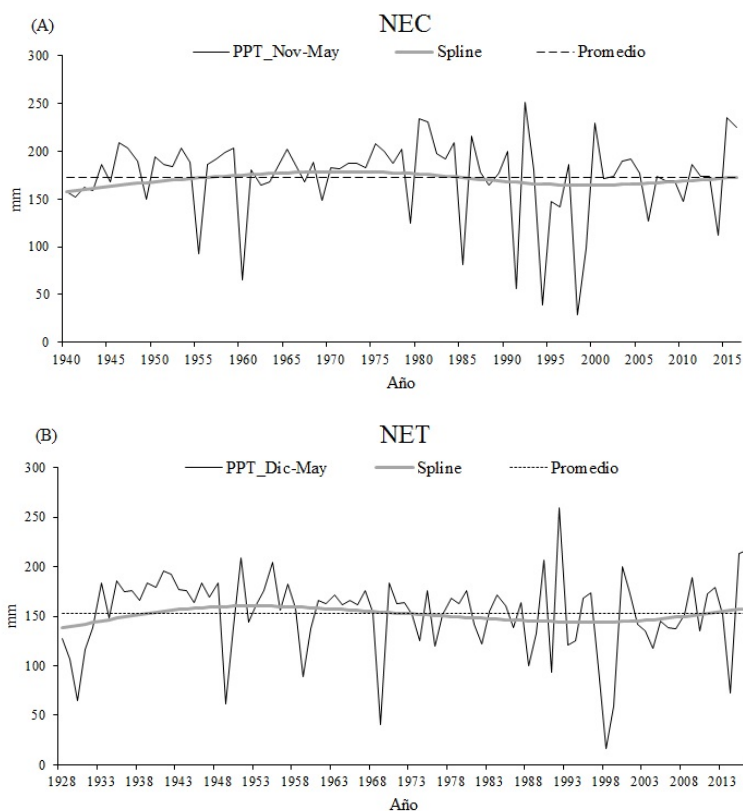 (A)
NEC
PPT_Nov-May Spline Promedio
300
250
200
150
100
50
0
mm
1940 1945 1950 1955 1960 1965 1970 1975 1980 1985 1990 1995 2000 2005 2010 2015
Año
(B)
NET
PPT_Dic-May Spline Promedio
300
250
200
150
100
50
0
mm
1928 1933 1938 1943 1948 1953 1958 1963 1968 1973 1978 1983 1988 1993 1998 2003 2008 2013
Año